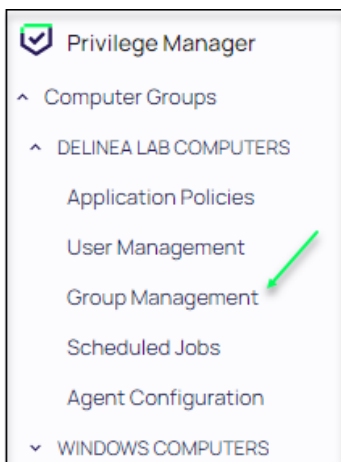 Privilege Manager
Computer Groups
DELINEA LAB COMPUTERS
Application Policies
User Management
Group Management
Scheduled Jobs
Agent Configuration
WINDOWS COMPUTERS